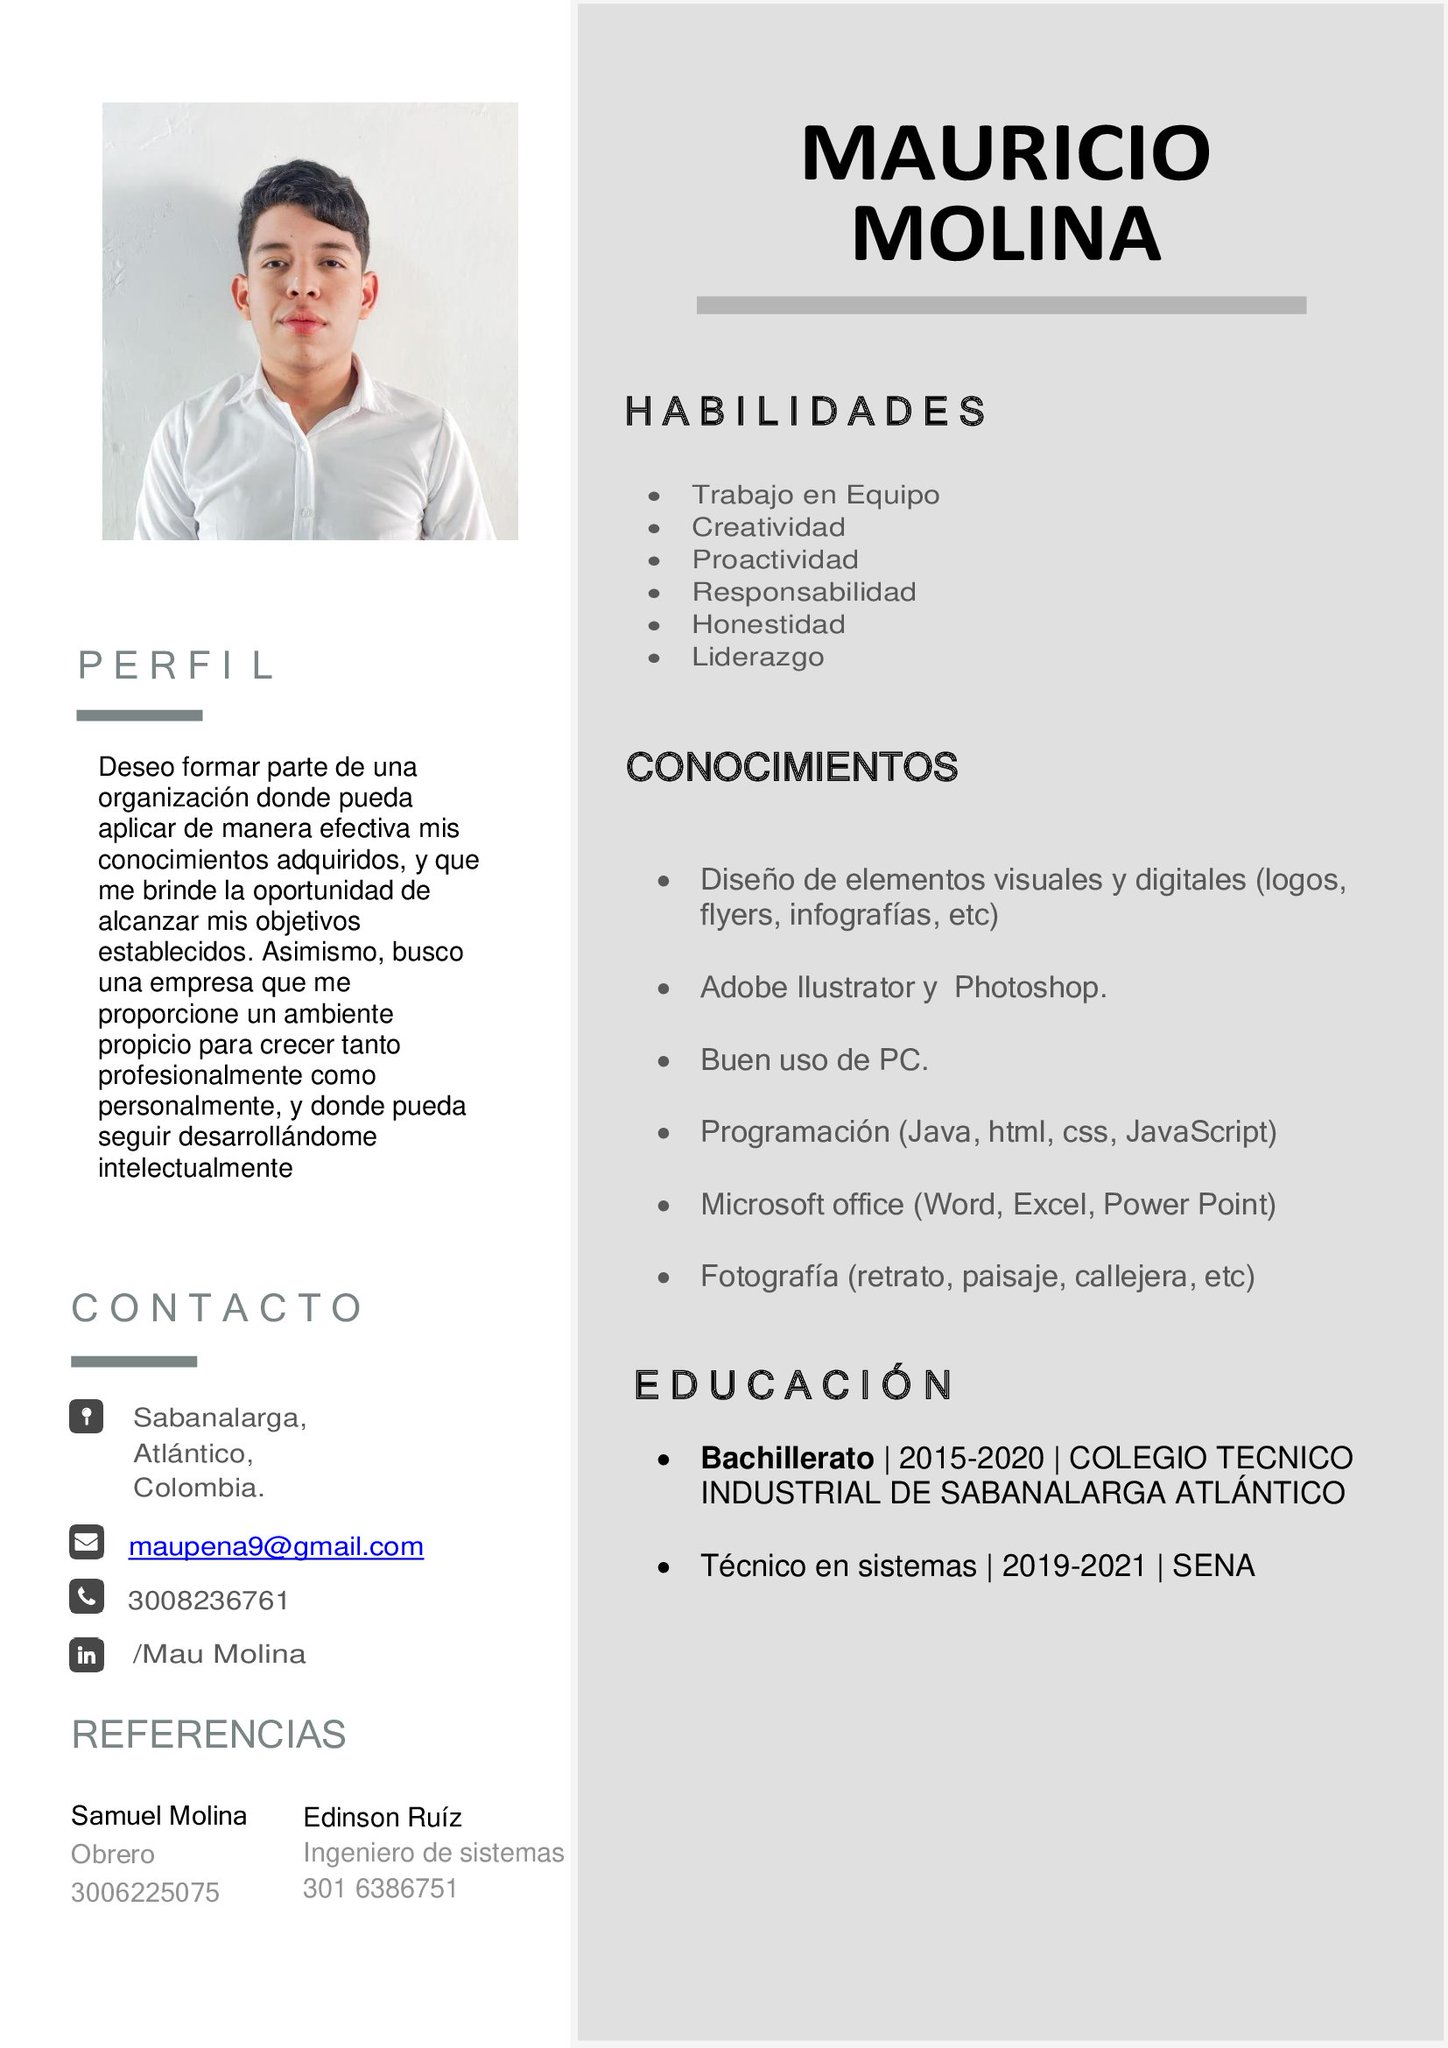 MAURICIO
MOLINA
HABILIDADES
• Trabajo en Equipo
• Creatividad
• Proactividad
• Responsabilidad
• Honestidad
• Liderazgo
PERFIL
Deseo formar parte de una
organización donde pueda
aplicar de manera efectiva mis
conocimientos adquiridos, y que
me brinde la oportunidad de
alcanzar mis objetivos
establecidos. Asimismo, busco
una empresa que me
proporcione un ambiente
propicio para crecer tanto
profesionalmente como
personalmente, y donde pueda
seguir desarrollándome
intelectualmente
CONOCIMIENTOS
• Diseño de elementos visuales y digitales (logos,
flyers, infografías, etc)
• Adobe Ilustrator y Photoshop.
• Buen uso de PC.
• Programación (Java, html, css, JavaScript)
• Microsoft office (Word, Excel, Power Point)
• Fotografía (retrato, paisaje, callejera, etc)
CONTACTO
Sabanalarga,
Atlántico,
Colombia.
maupena9@gmail.com
3008236761
in /Mau Molina
EDUCACIÓN
• Bachillerato | 2015-2020 | COLEGIO TECNICO
INDUSTRIAL DE SABANALARGA ATLÁNTICO
• Técnico en sistemas | 2019-2021 | SENA
REFERENCIAS
Samuel Molina
Obrero
3006225075
Edinson Ruíz
Ingeniero de sistemas
301 6386751